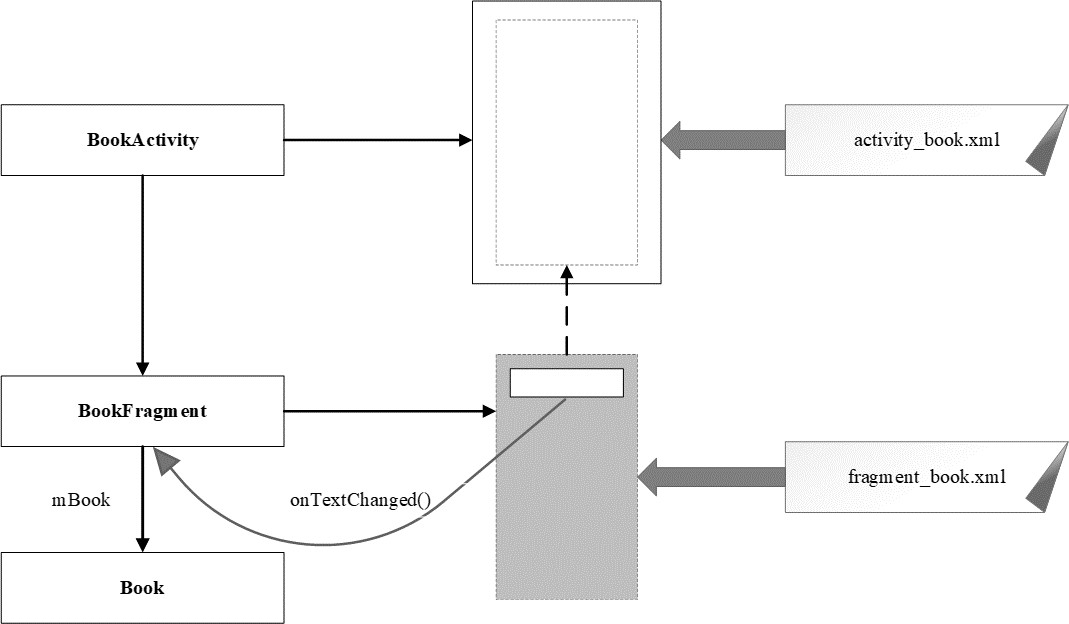 BookActivity
activity_book.xml
BookFragment
fragment_book.xml
mBook
onTextChanged()
Book